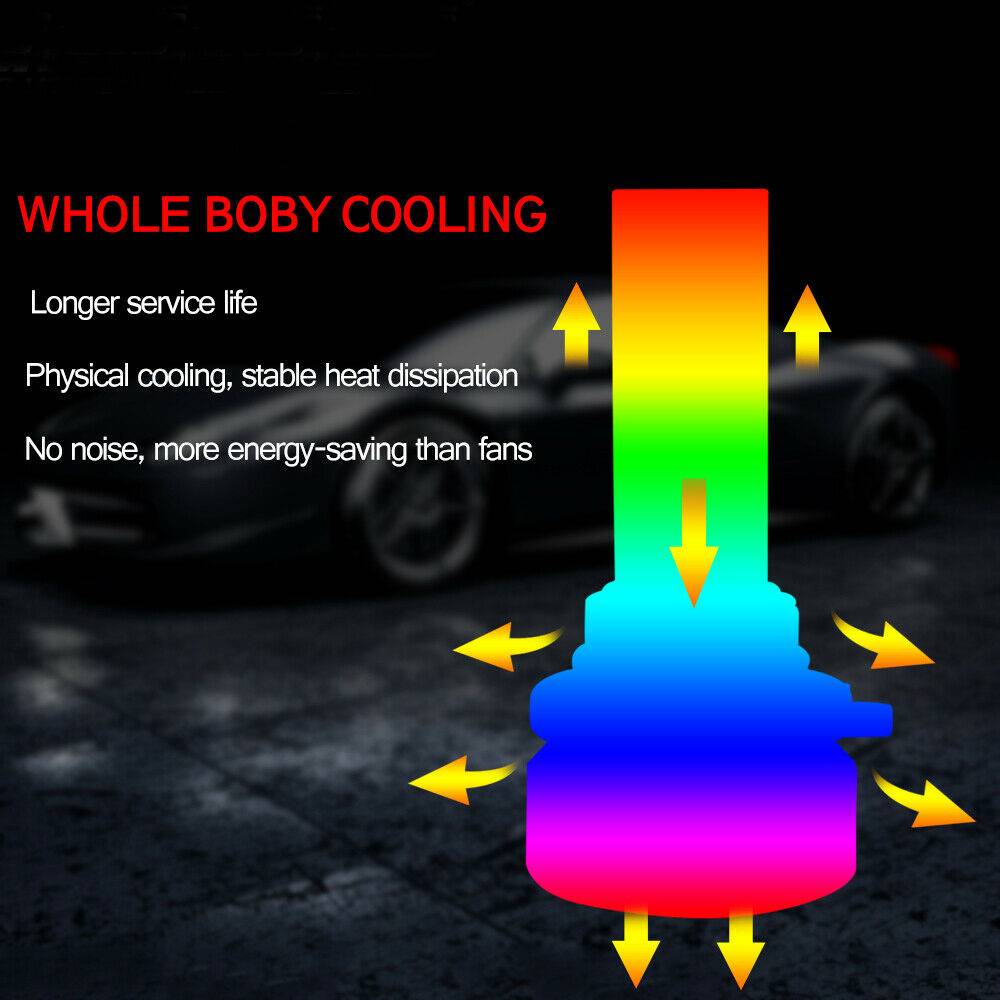 WHOLE BOBY COOLING
Longer service life
Physical cooling, stable heat dissipation
No noise, more energy-saving than fans